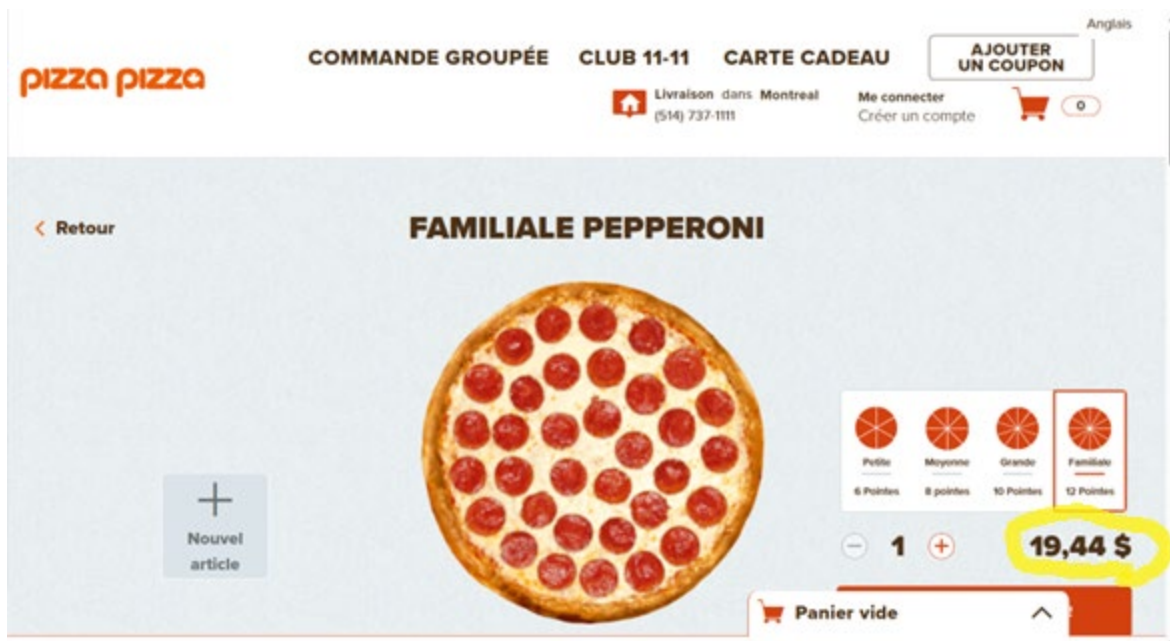 Anglais
pizza pizza
COMMANDE GROUPÉE
CLUB 11-11
CARTE CADEAU
AJOUTER
UN COUPON
Livraison dans Montreal
(514) 737-1111
Me connecter
Créer un compte
0
Retour
FAMILIALE PEPPERONI
Petite
6 Pointes
Moyenne
8 pointes
Grande
10 Pointes
Familiale
12 Pointes
Nouvel
article
1
19,44 $
Panier vide